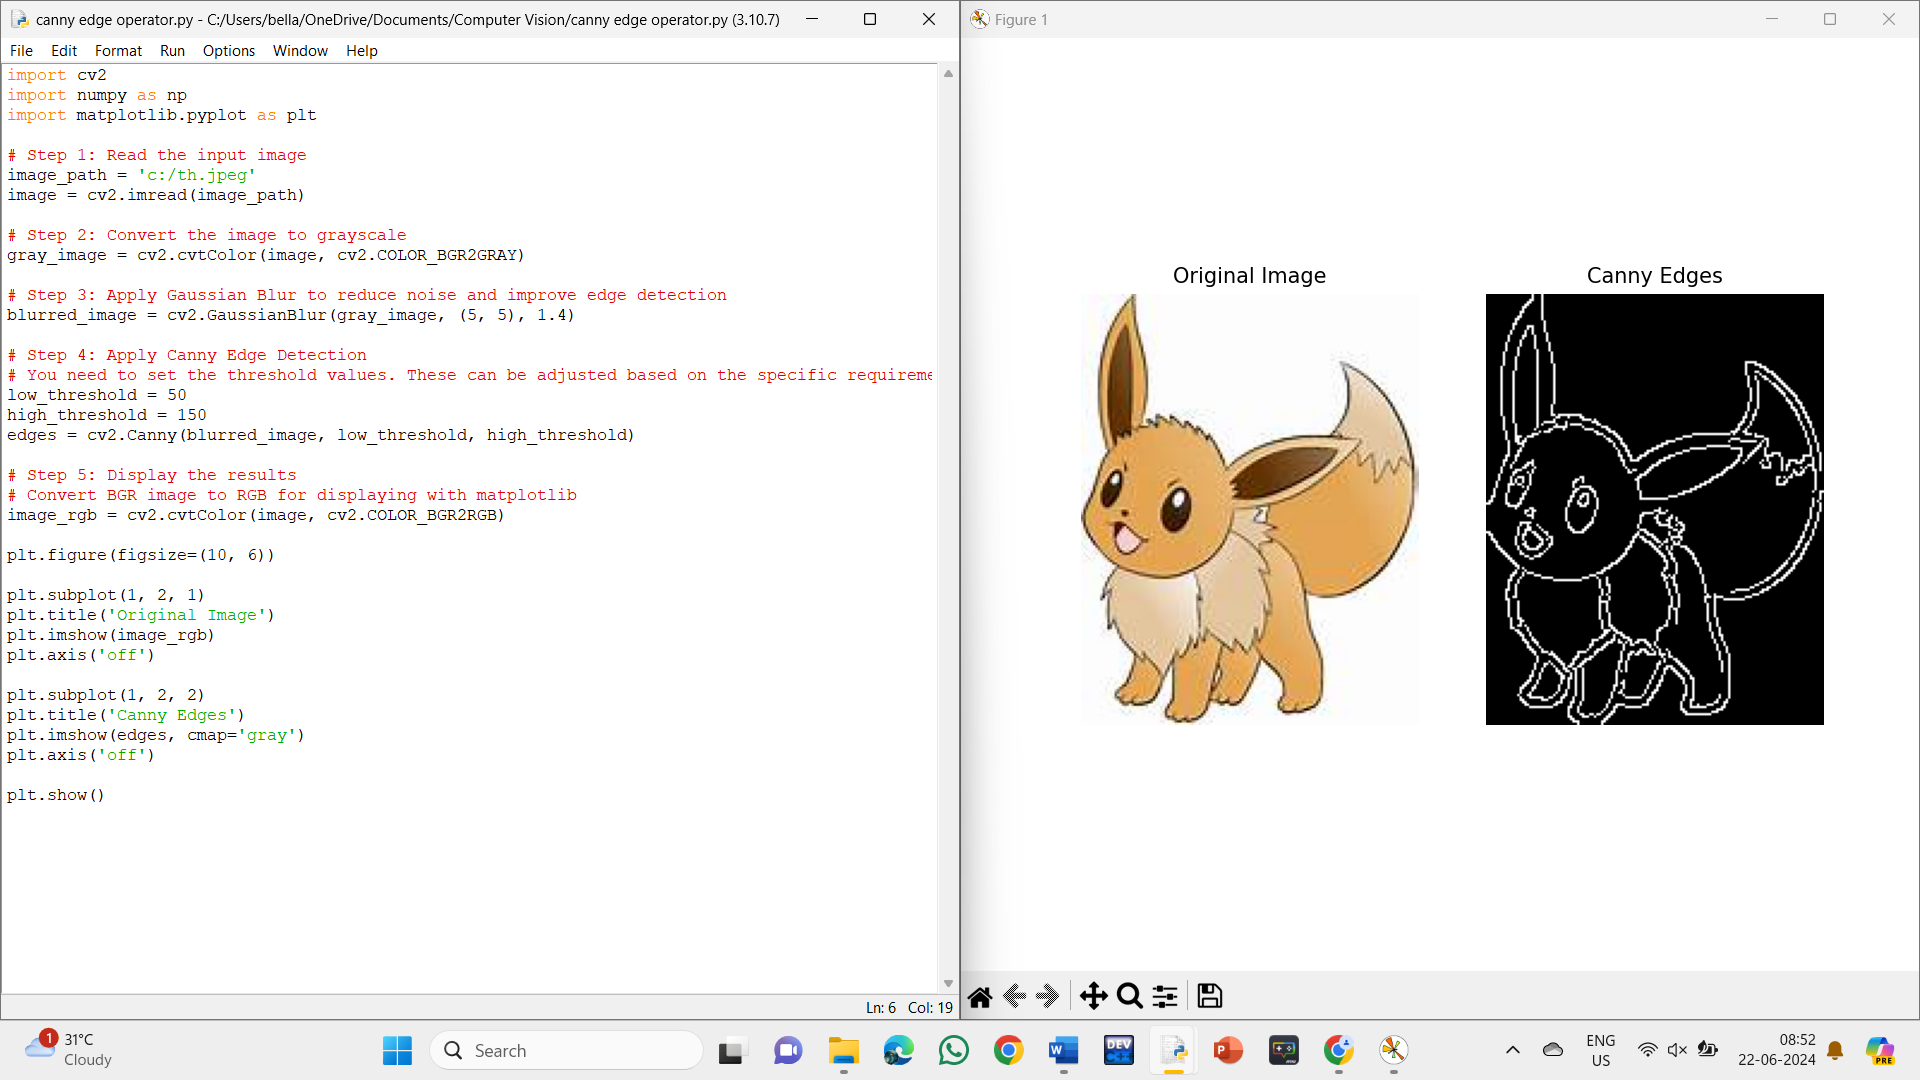 canny edge operator.py - C:/Users/bella/OneDrive/Documents/Computer Vision/canny edge operator.py (3.10.7)
File Edit Format Run Options Window Help
import cv2
import numpy as np
import matplotlib.pyplot as plt
# Step 1: Read the input image
image_path = 'c:/th.jpeg'
image = cv2.imread(image_path)
# Step 2: Convert the image to grayscale
gray_image = cv2.cvtColor(image, cv2.COLOR_BGR2GRAY)
# Step 3: Apply Gaussian Blur to reduce noise and improve edge detection
blurred_image = cv2.GaussianBlur(gray_image, (5, 5), 1.4)
# Step 4: Apply Canny Edge Detection
# You need to set the threshold values. These can be adjusted based on the specific requireme
low_threshold = 50
high_threshold = 150
edges = cv2.Canny(blurred_image, low_threshold, high_threshold)
# Step 5: Display the results
# Convert BGR image to RGB for displaying with matplotlib
image_rgb = cv2.cvtColor(image, cv2.COLOR_BGR2RGB)
plt.figure(figsize=(10, 6))
plt.subplot(1, 2, 1)
plt.title('Original Image')
plt.imshow(image_rgb)
plt.axis('off')
plt.subplot(1, 2, 2)
plt.title('Canny Edges')
plt.imshow(edges, cmap='gray')
plt.axis('off')
plt.show()
Ln: 6 Col: 19
Figure 1
Original Image
Canny Edges
1
31°C
Cloudy
Search
W
DEV
C++
P
ENG
US
08:52
22-06-2024
PRE